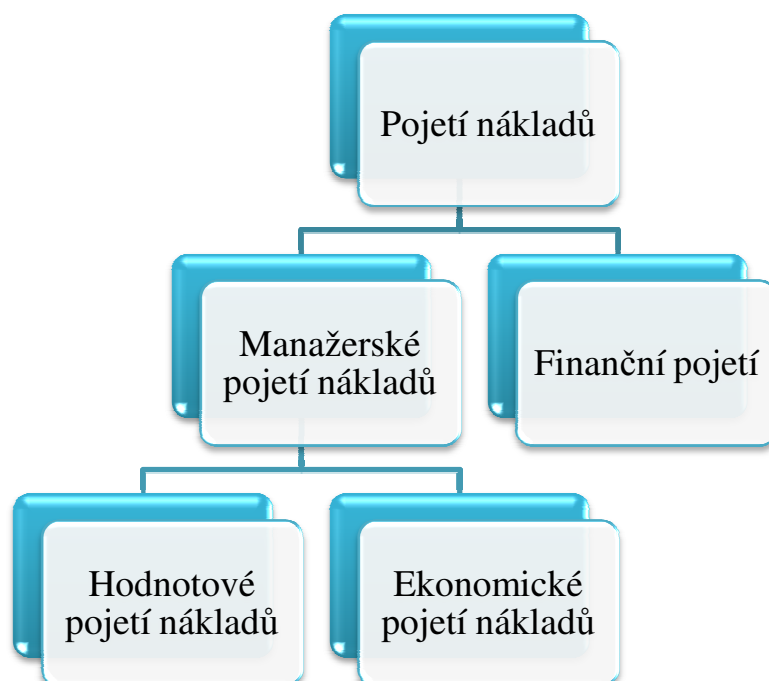 Pojetí nákladů
Manažerské
pojetí nákladů
Finanční pojetí
Hodnotové
pojetí nákladů
Ekonomické
pojetí nákladů